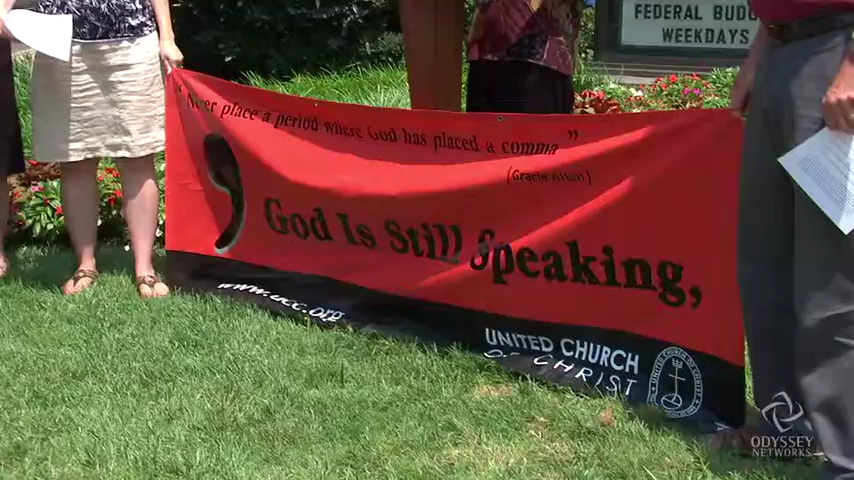 FEDERAL BUD
WEEKDAYS
"Never place a period where God has placed a comma"
(Gracie Allen)
God Is Still Speaking,
www.ucc.org
UNITED CHURCH
OF CHRIST
ODYSSEY
NETWORKS